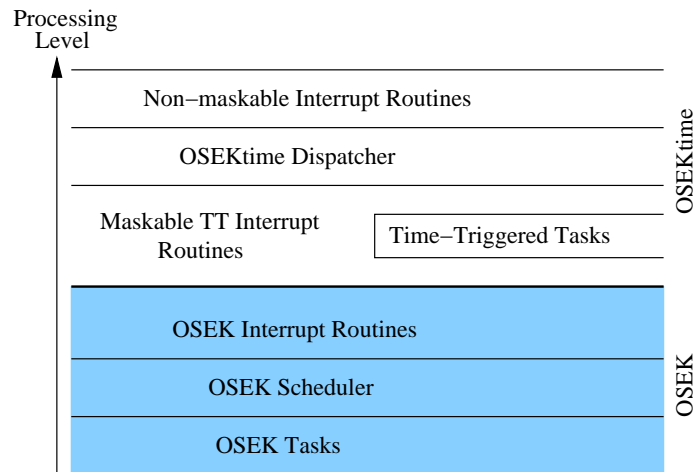 Processing
Level
Non−maskable Interrupt Routines
OSEKtime Dispatcher
Maskable TT Interrupt
Routines
Time−Triggered Tasks
OSEKtime
OSEK Interrupt Routines
OSEK Scheduler
OSEK Tasks
OSEK